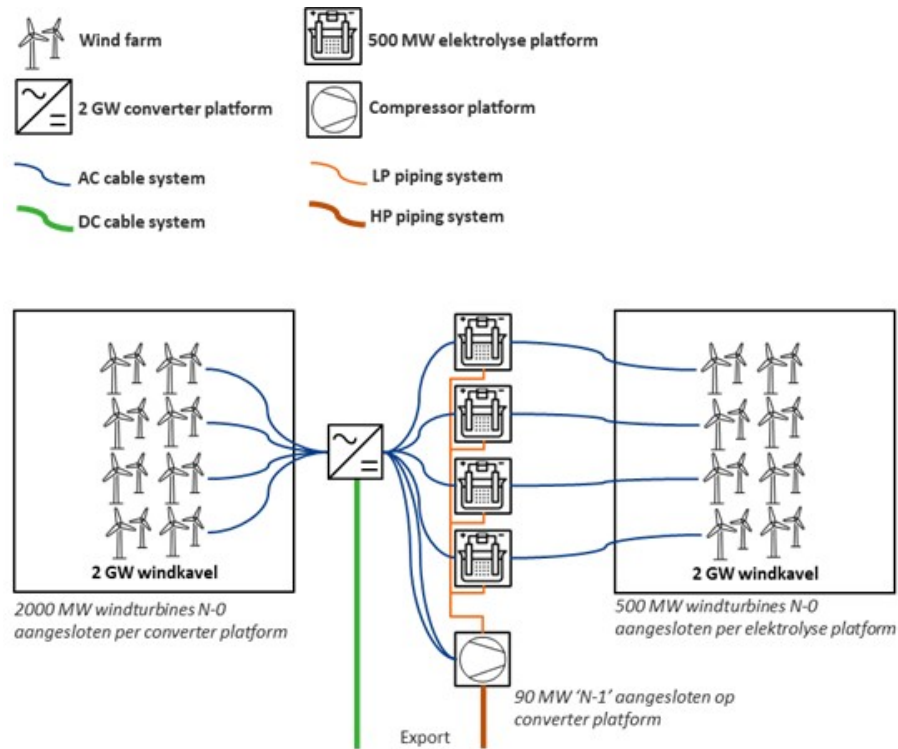 Wind farm
500 MW elektrolyse platform
2 GW converter platform
Compressor platform
AC cable system
LP piping system
DC cable system
HP piping system
2 GW windkavel
2 GW windkavel
2000 MW windturbines N-0
aangesloten per converter platform
500 MW windturbines N-0
aangesloten per elektrolyse platform
90 MW ‘N-1’ aangesloten op
converter platform
Export